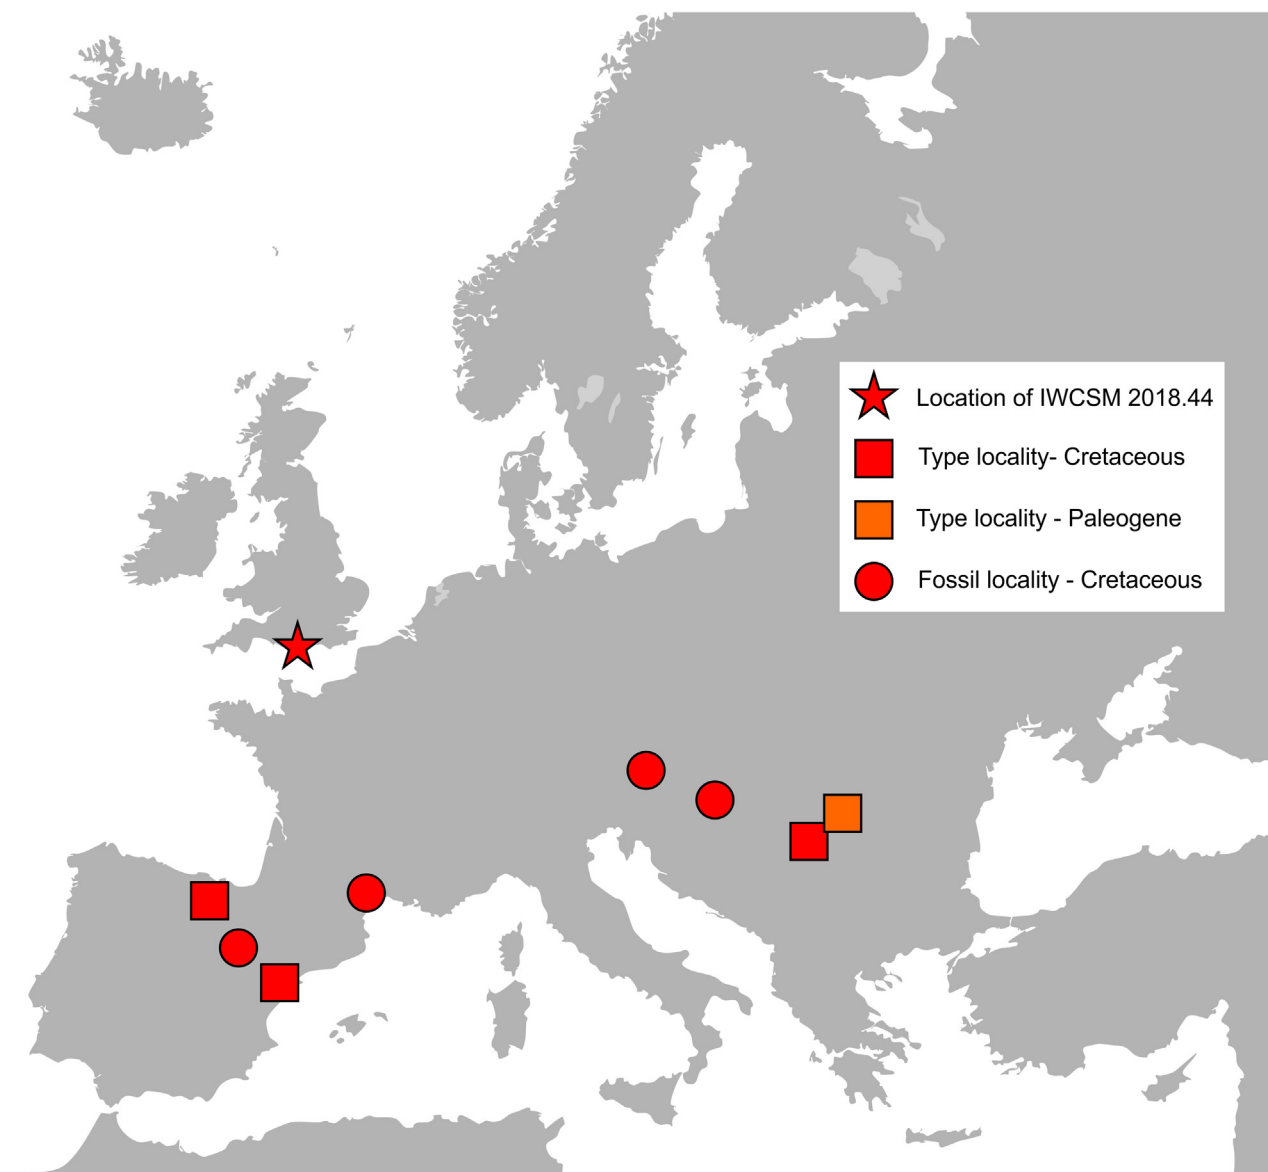 Location of IWCSM 2018.44
Type locality- Cretaceous
Type locality - Paleogene
Fossil locality - Cretaceous